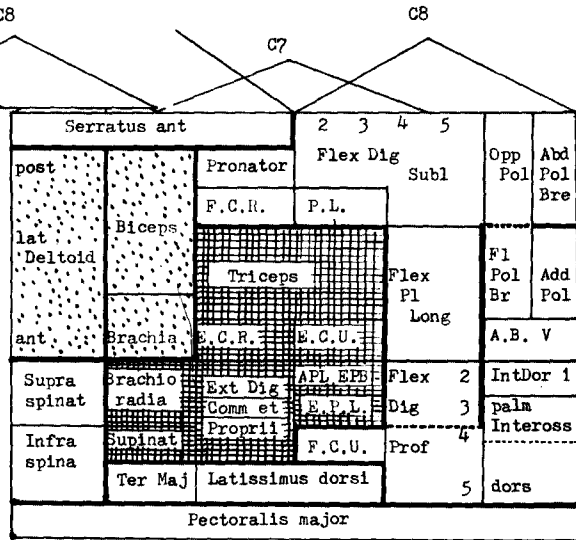 C8
C7
C8
Serratus ant
2 3 4 5
Flex Dig
Subl
Opp
Pol
Abd
Pol
Bre
post
lat
Deltoid
ant
Biceps
Brachia
Pronator
F.C.R.
P.L.
Triceps
E.C.R.
E.C.U.
Flex
Pl
Long
Fl
Pol
Br
Add
Pol
A.B. V
Supra
spinat
Infra
spina
Brachio
radia
Supinat
Ext Dig
Comm et
Proprii
APL EPB
E.P.L.
F.C.U.
Flex 2
Dig 3
Prof 4
5
IntDor 1
palm
Inteross
dors
Ter Maj
Latissimus dorsi
Pectoralis major